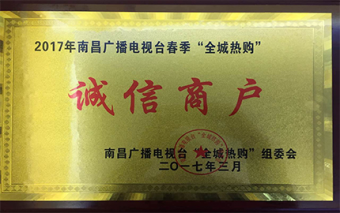 2017年南昌广播电视台春季“全城热购”
诚信商户
南昌广播电视台“全城热购”组委会
二〇一七年三月